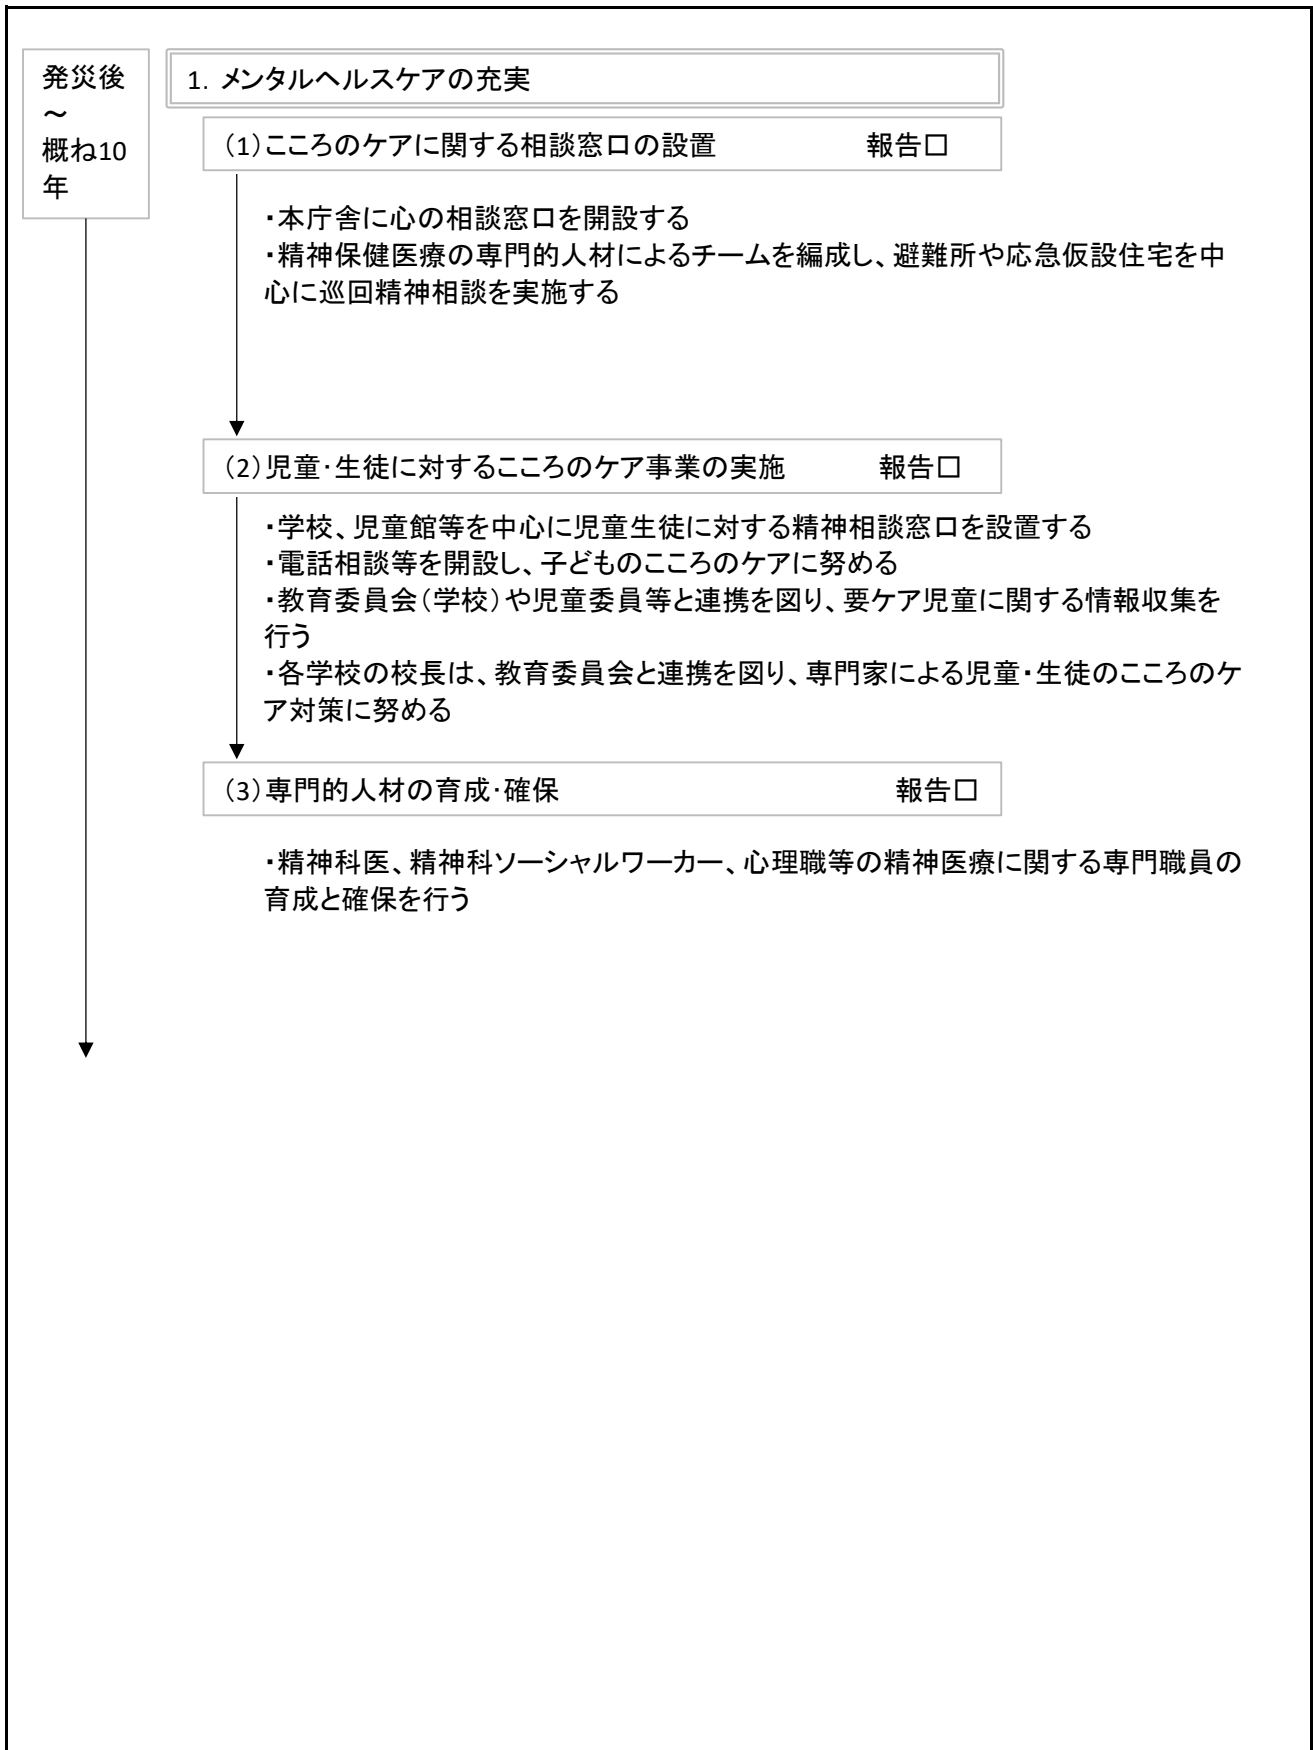 発災後
～
概ね10
年
1．メンタルヘルスケアの充実
（1）こころのケアに関する相談窓口の設置　報告□
・本庁舎に心の相談窓口を開設する
・精神保健医療の専門的人材によるチームを編成し、避難所や応急仮設住宅を中
心に巡回精神相談を実施する
（2）児童・生徒に対するこころのケア事業の実施　報告□
・学校、児童館等を中心に児童生徒に対する精神相談窓口を設置する
・電話相談等を開設し、子どものこころのケアに努める
・教育委員会（学校）や児童委員等と連携を図り、要ケア児童に関する情報収集を
行う
・各学校の校長は、教育委員会と連携を図り、専門家による児童・生徒のこころのケ
ア対策に努める
（3）専門的人材の育成・確保　報告□
・精神科医、精神科ソーシャルワーカー、心理職等の精神医療に関する専門職員の
育成と確保を行う